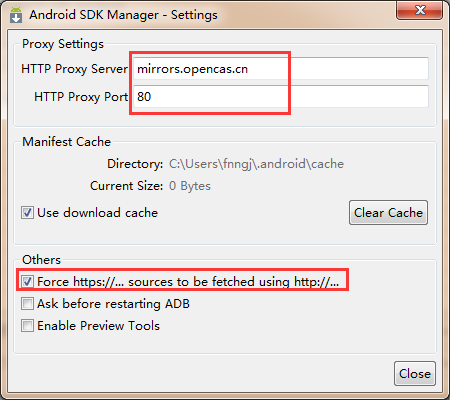 Android SDK Manager - Settings
Proxy Settings
HTTP Proxy Server mirrors.opencas.cn
HTTP Proxy Port 80
Manifest Cache
Directory: C:\Users\fnngj\.android\cache
Current Size: 0 Bytes
Use download cache Clear Cache
Others
Force https://... sources to be fetched using http://...
Ask before restarting ADB
Enable Preview Tools
Close